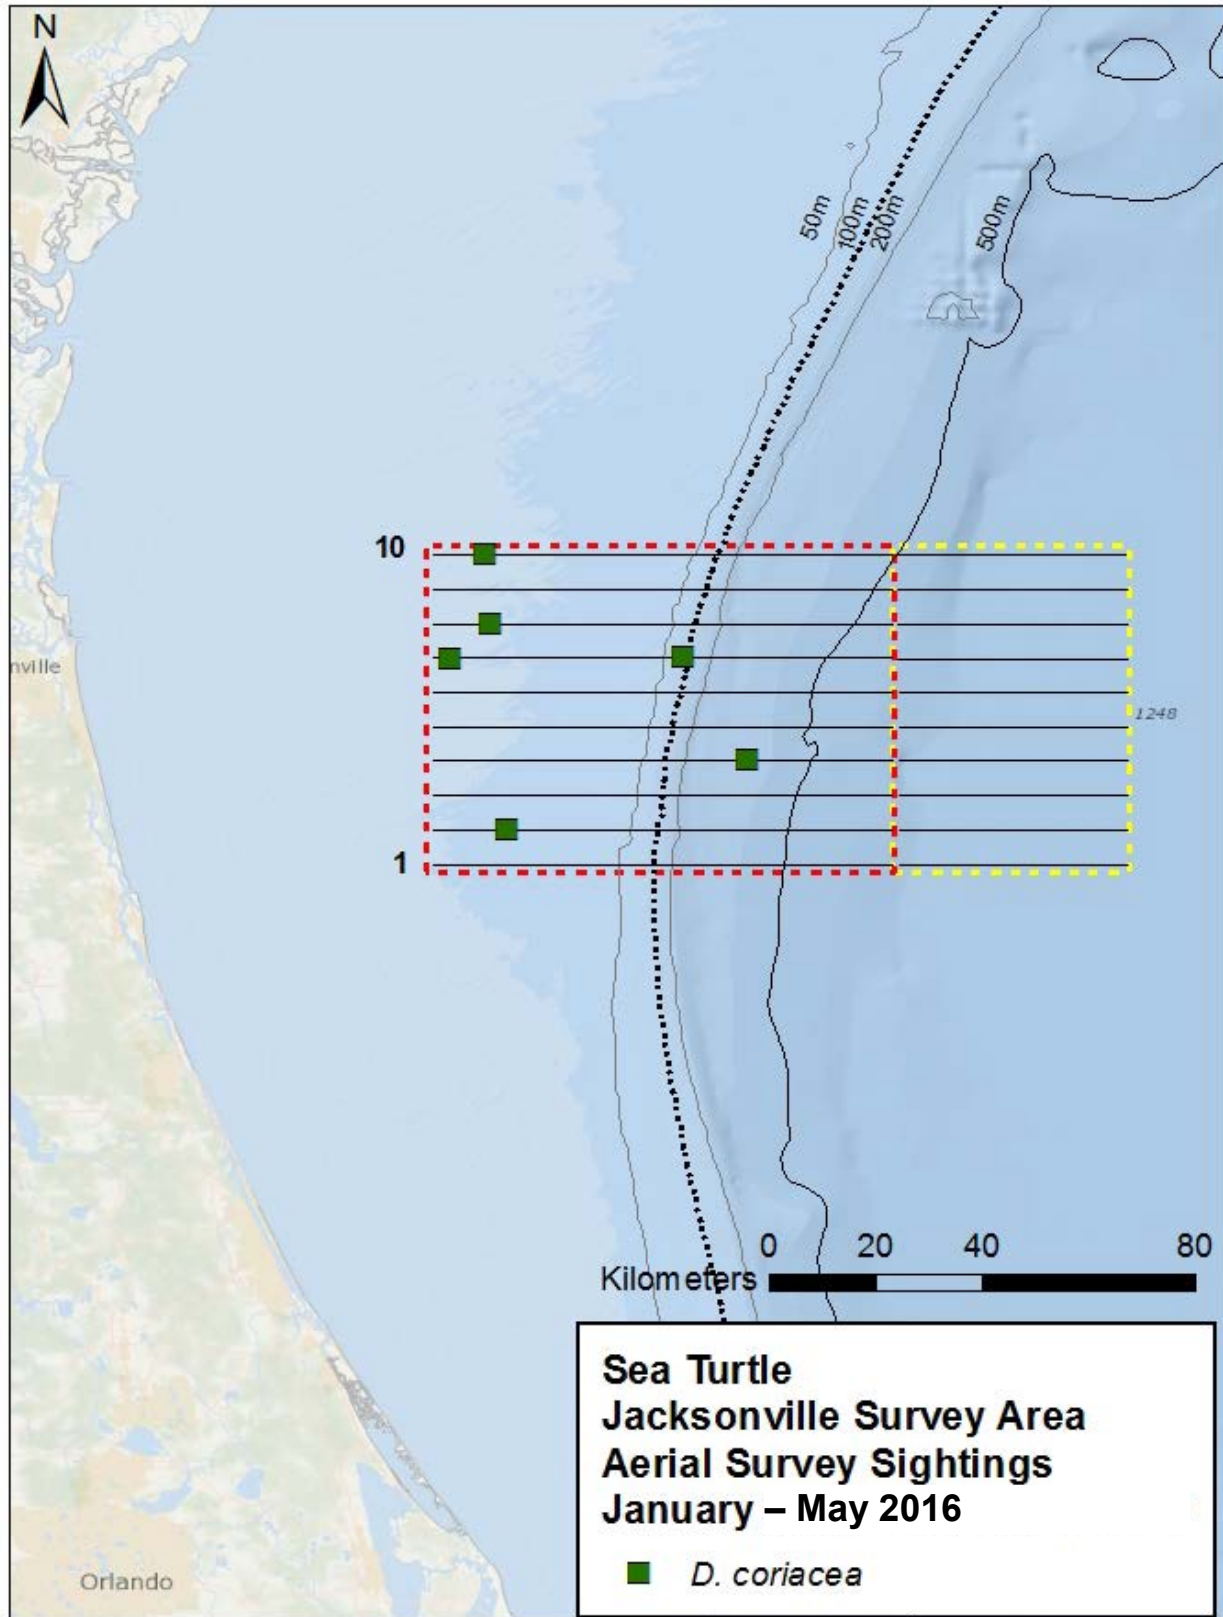 N
50m
100m
200m
500m
10
nville
1248
1
0 20 40 80
Kilometers
Sea Turtle
Jacksonville Survey Area
Aerial Survey Sightings
January – May 2016
D. coriacea
Orlando